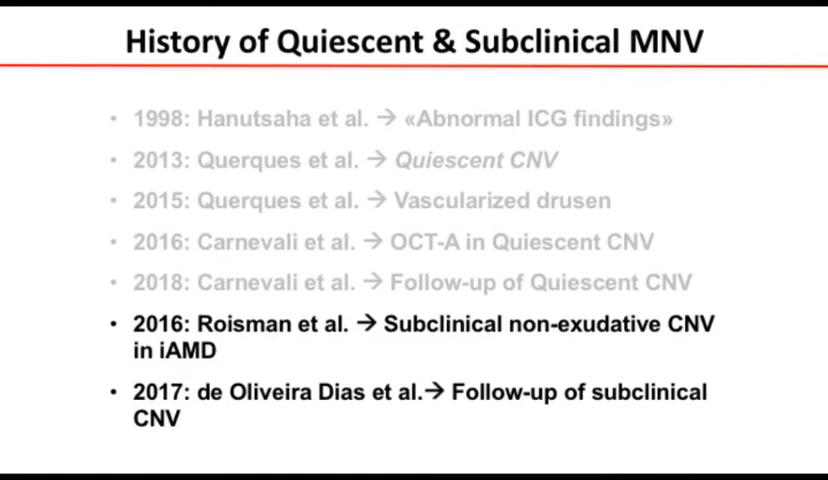 History of Quiescent & Subclinical MNV
• 1998: Hanutsaha et al. → «Abnormal ICG findings»
• 2013: Querques et al. → Quiescent CNV
• 2015: Querques et al. → Vascularized drusen
• 2016: Carnevali et al. → OCT-A in Quiescent CNV
• 2018: Carnevali et al. → Follow-up of Quiescent CNV
• 2016: Roisman et al. → Subclinical non-exudative CNV
in iAMD
• 2017: de Oliveira Dias et al.→ Follow-up of subclinical
CNV